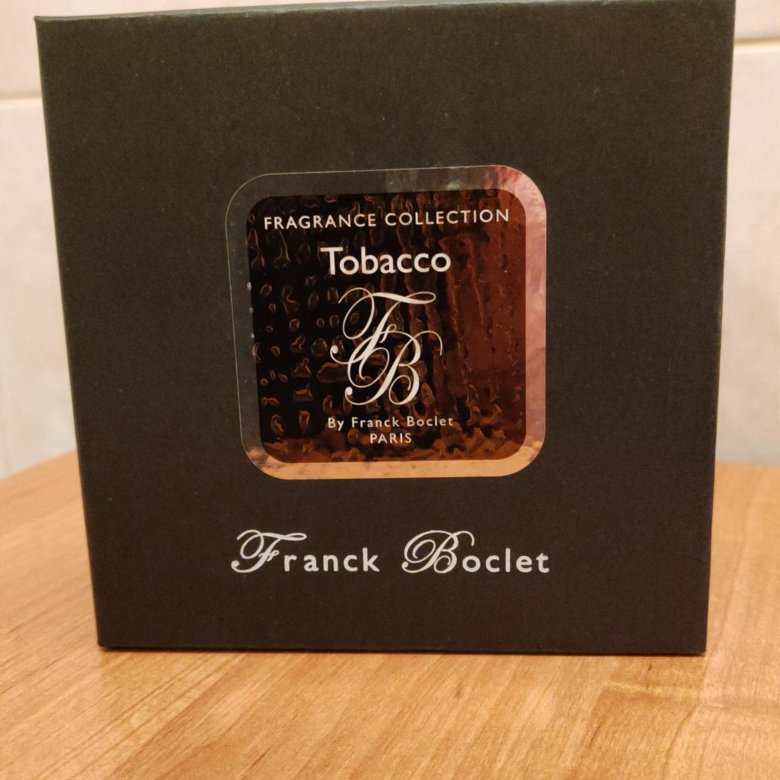 FRAGRANCE COLLECTION
Tobacco
FB
By Franck Boclet
PARIS
Franck Boclet